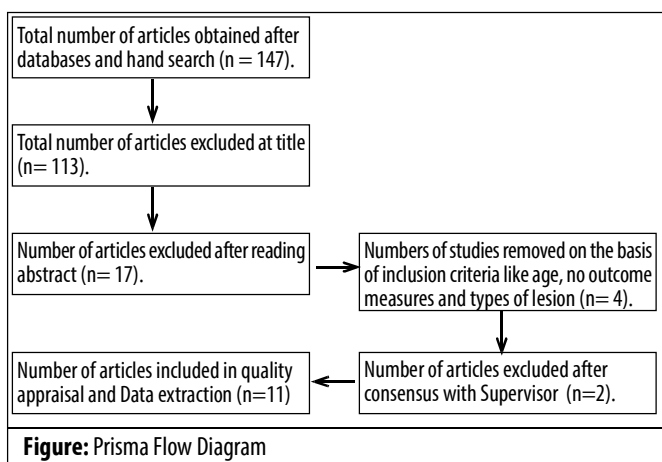 Total number of articles obtained after
databases and hand search (n = 147).
Total number of articles excluded at title
(n= 113).
Number of articles excluded after reading
abstract (n= 17).
Numbers of studies removed on the basis
of inclusion criteria like age, no outcome
measures and types of lesion (n= 4).
Number of articles excluded after
consensus with Supervisor (n=2).
Number of articles included in quality
appraisal and Data extraction (n=11)
Figure: Prisma Flow Diagram